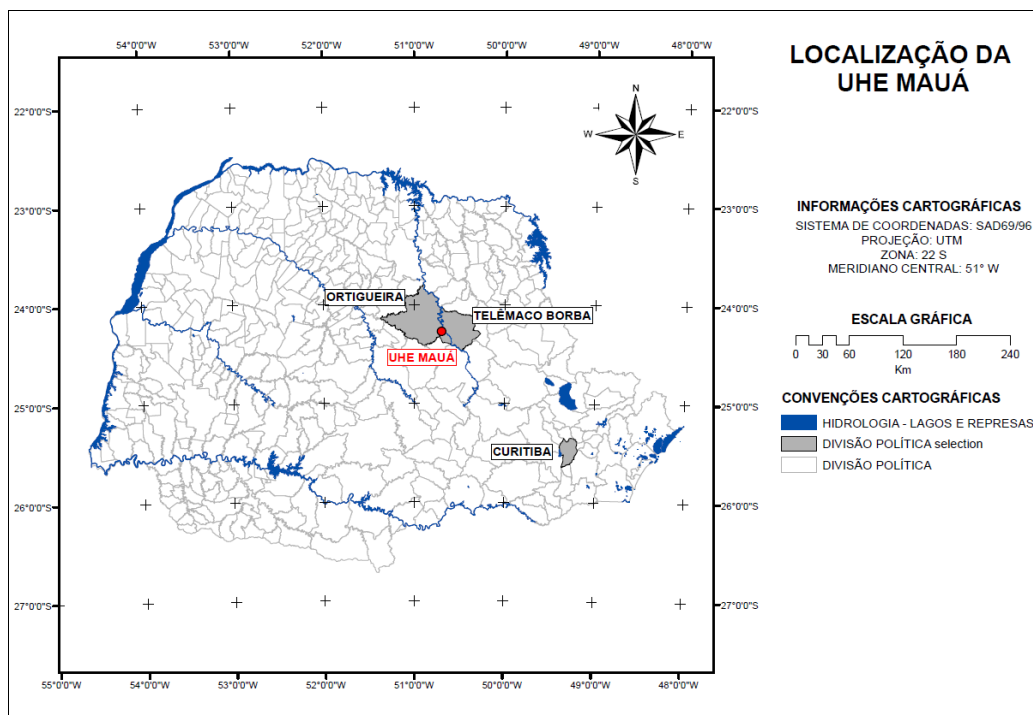 LOCALIZAÇÃO DA
UHE MAUÁ
54°0'0"W 53°0'0"W 52°0'0"W 51°0'0"W 50°0'0"W 49°0'0"W 48°0'0"W
N
W E
S
22°0'0"S 22°0'0"S
23°0'0"S 23°0'0"S
24°0'0"S 24°0'0"S
25°0'0"S 25°0'0"S
26°0'0"S 26°0'0"S
27°0'0"S 27°0'0"S
ORTIGUEIRA
TELÊMACO BORBA
UHE MAUÁ
CURITIBA
55°0'0"W 54°0'0"W 53°0'0"W 52°0'0"W 51°0'0"W 50°0'0"W 49°0'0"W 48°0'0"W
INFORMAÇÕES CARTOGRÁFICAS
SISTEMA DE COORDENADAS: SAD69/96
PROJEÇÃO: UTM
ZONA: 22 S
MERIDIANO CENTRAL: 51° W
ESCALA GRÁFICA
0 30 60 120 180 240
Km
CONVENÇÕES CARTOGRÁFICAS
HIDROLOGIA - LAGOS E REPRESAS
DIVISÃO POLÍTICA selection
DIVISÃO POLÍTICA